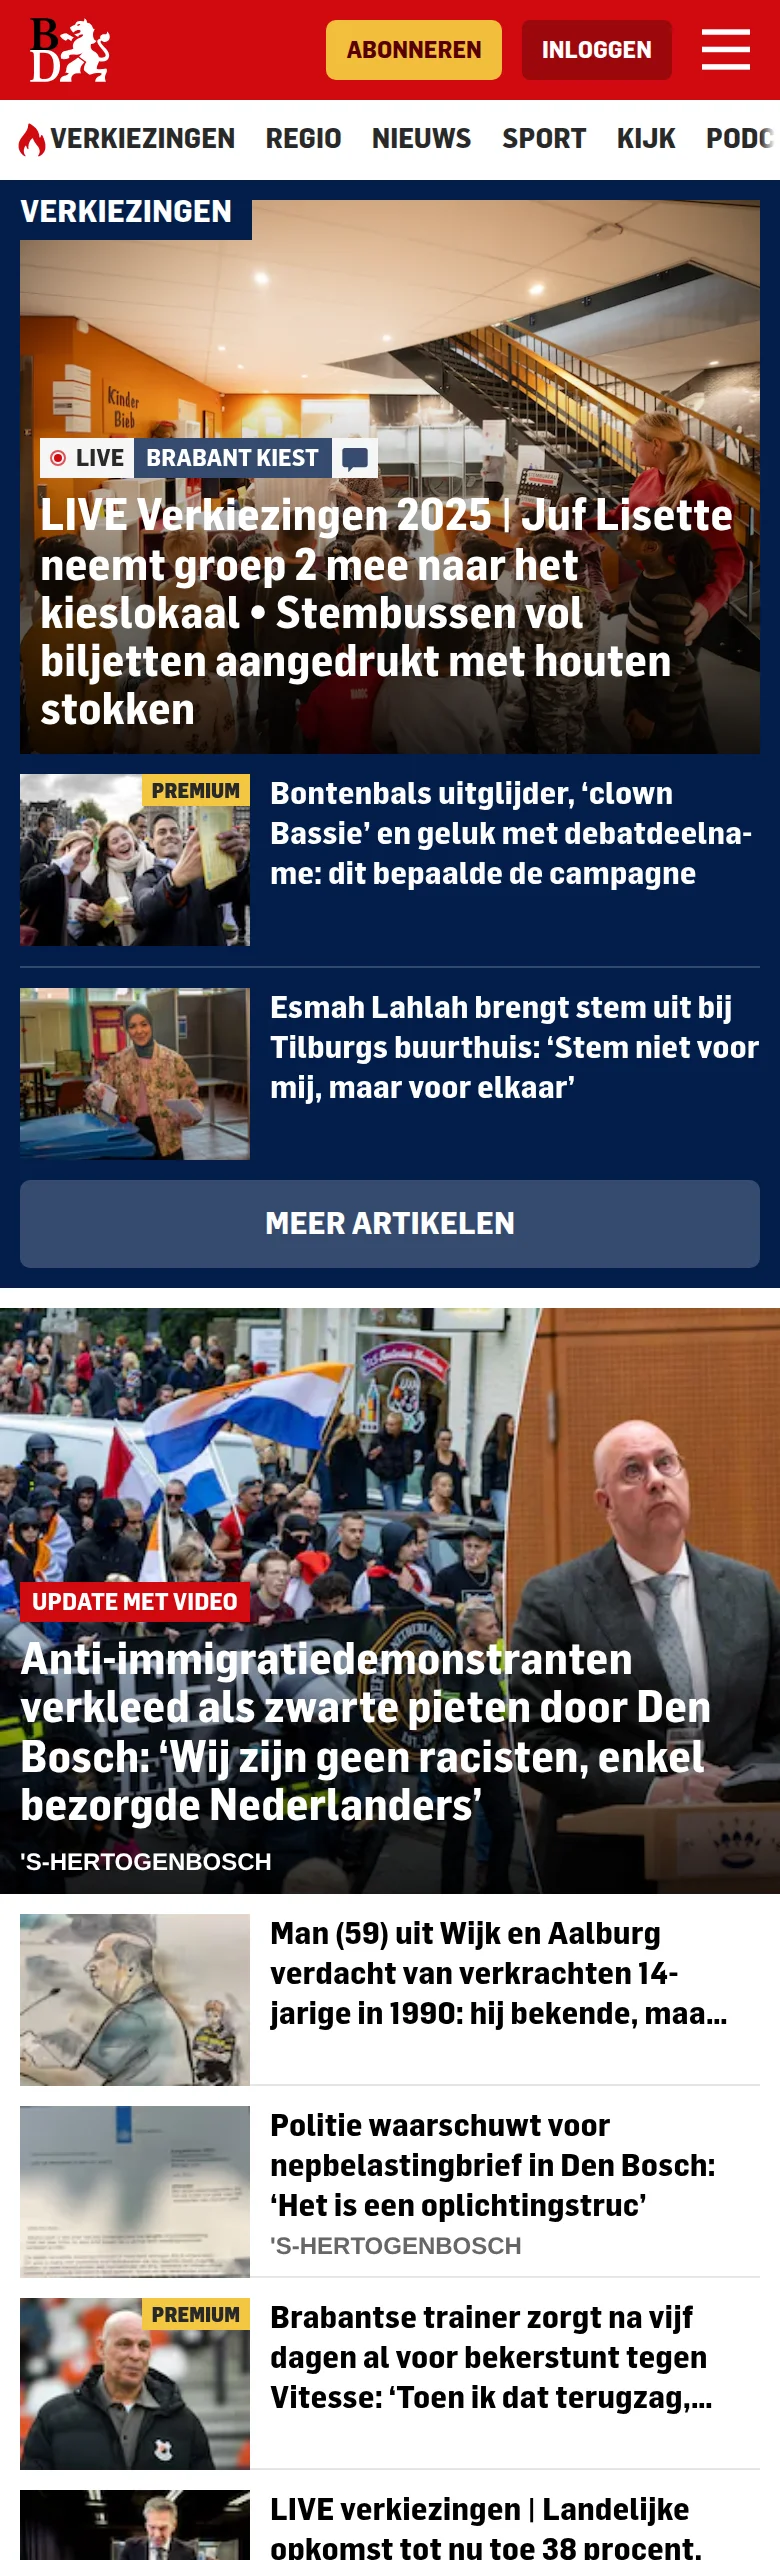 BD
ABONNEREN
INLOGGEN
VERKIEZINGEN REGIO NIEUWS SPORT KIJK PODC
VERKIEZINGEN
Kinder
Bieb
LIVE BRABANT KIEST
LIVE Verkiezingen 2025 | Juf Lisette
neemt groep 2 mee naar het
kieslokaal • Stembussen vol
biljetten aangedrukt met houten
stokken
PREMIUM
Bontenbals uitglijder, ‘clown
Bassie’ en geluk met debatdeelna-
me: dit bepaalde de campagne
Esmah Lahlah brengt stem uit bij
Tilburgs buurthuis: ‘Stem niet voor
mij, maar voor elkaar’
MEER ARTIKELEN
UPDATE MET VIDEO
Anti-immigratiedemonstranten
verkleed als zwarte pieten door Den
Bosch: ‘Wij zijn geen racisten, enkel
bezorgde Nederlanders’
'S-HERTOGENBOSCH
Man (59) uit Wijk en Aalburg
verdacht van verkrachten 14-
jarige in 1990: hij bekende, maa...
Politie waarschuwt voor
nepbelastingbrief in Den Bosch:
‘Het is een oplichtingstruc’
'S-HERTOGENBOSCH
PREMIUM
Brabantse trainer zorgt na vijf
dagen al voor bekerstunt tegen
Vitesse: ‘Toen ik dat terugzag,...
LIVE verkiezingen | Landelijke
opkomst tot nu toe 38 procent,